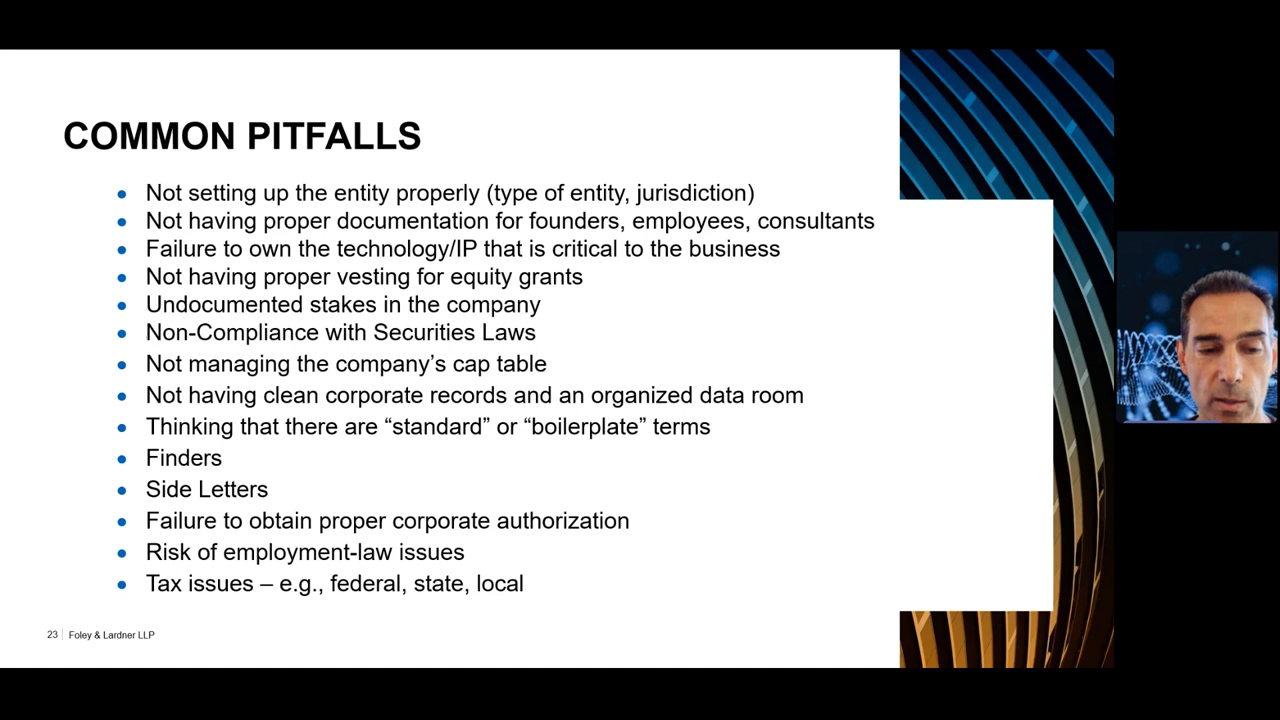 COMMON PITFALLS
• Not setting up the entity properly (type of entity, jurisdiction)
• Not having proper documentation for founders, employees, consultants
• Failure to own the technology/IP that is critical to the business
• Not having proper vesting for equity grants
• Undocumented stakes in the company
• Non-Compliance with Securities Laws
• Not managing the company’s cap table
• Not having clean corporate records and an organized data room
• Thinking that there are “standard” or “boilerplate” terms
• Finders
• Side Letters
• Failure to obtain proper corporate authorization
• Risk of employment-law issues
• Tax issues – e.g., federal, state, local
23 | Foley & Lardner LLP